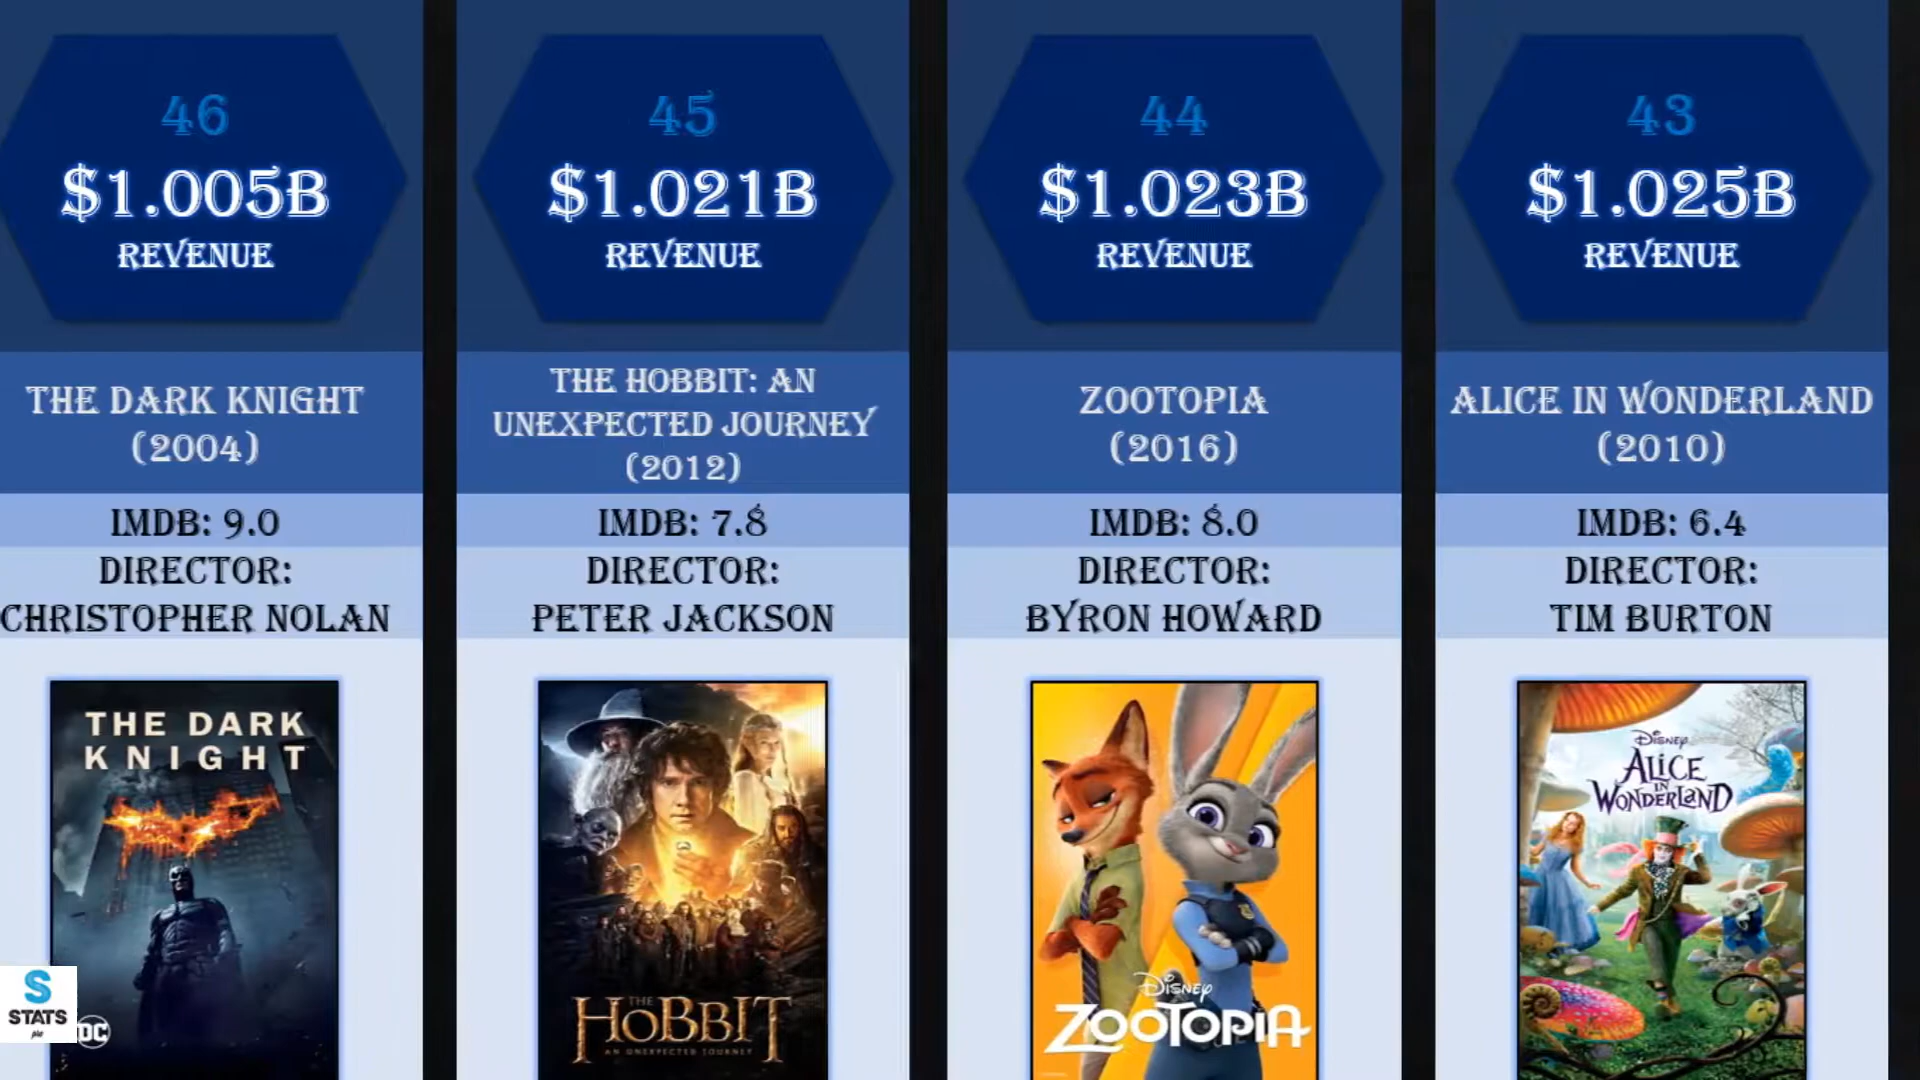 46
$1.005B
REVENUE
THE DARK KNIGHT
(2004)
IMDB: 9.0
DIRECTOR:
CHRISTOPHER NOLAN
THE DARK
KNIGHT
DC
S
STATS
45
$1.021B
REVENUE
THE HOBBIT: AN
UNEXPECTED JOURNEY
(2012)
IMDB: 7.8
DIRECTOR:
PETER JACKSON
THE
HOBBIT
AN UNEXPECTED JOURNEY
44
$1.023B
REVENUE
ZOOTOPIA
(2016)
IMDB: 8.0
DIRECTOR:
BYRON HOWARD
DISNEY
ZOOTOPIA
43
$1.025B
REVENUE
ALICE IN WONDERLAND
(2010)
IMDB: 6.4
DIRECTOR:
TIM BURTON
DISNEY
ALICE
IN
WONDERLAND